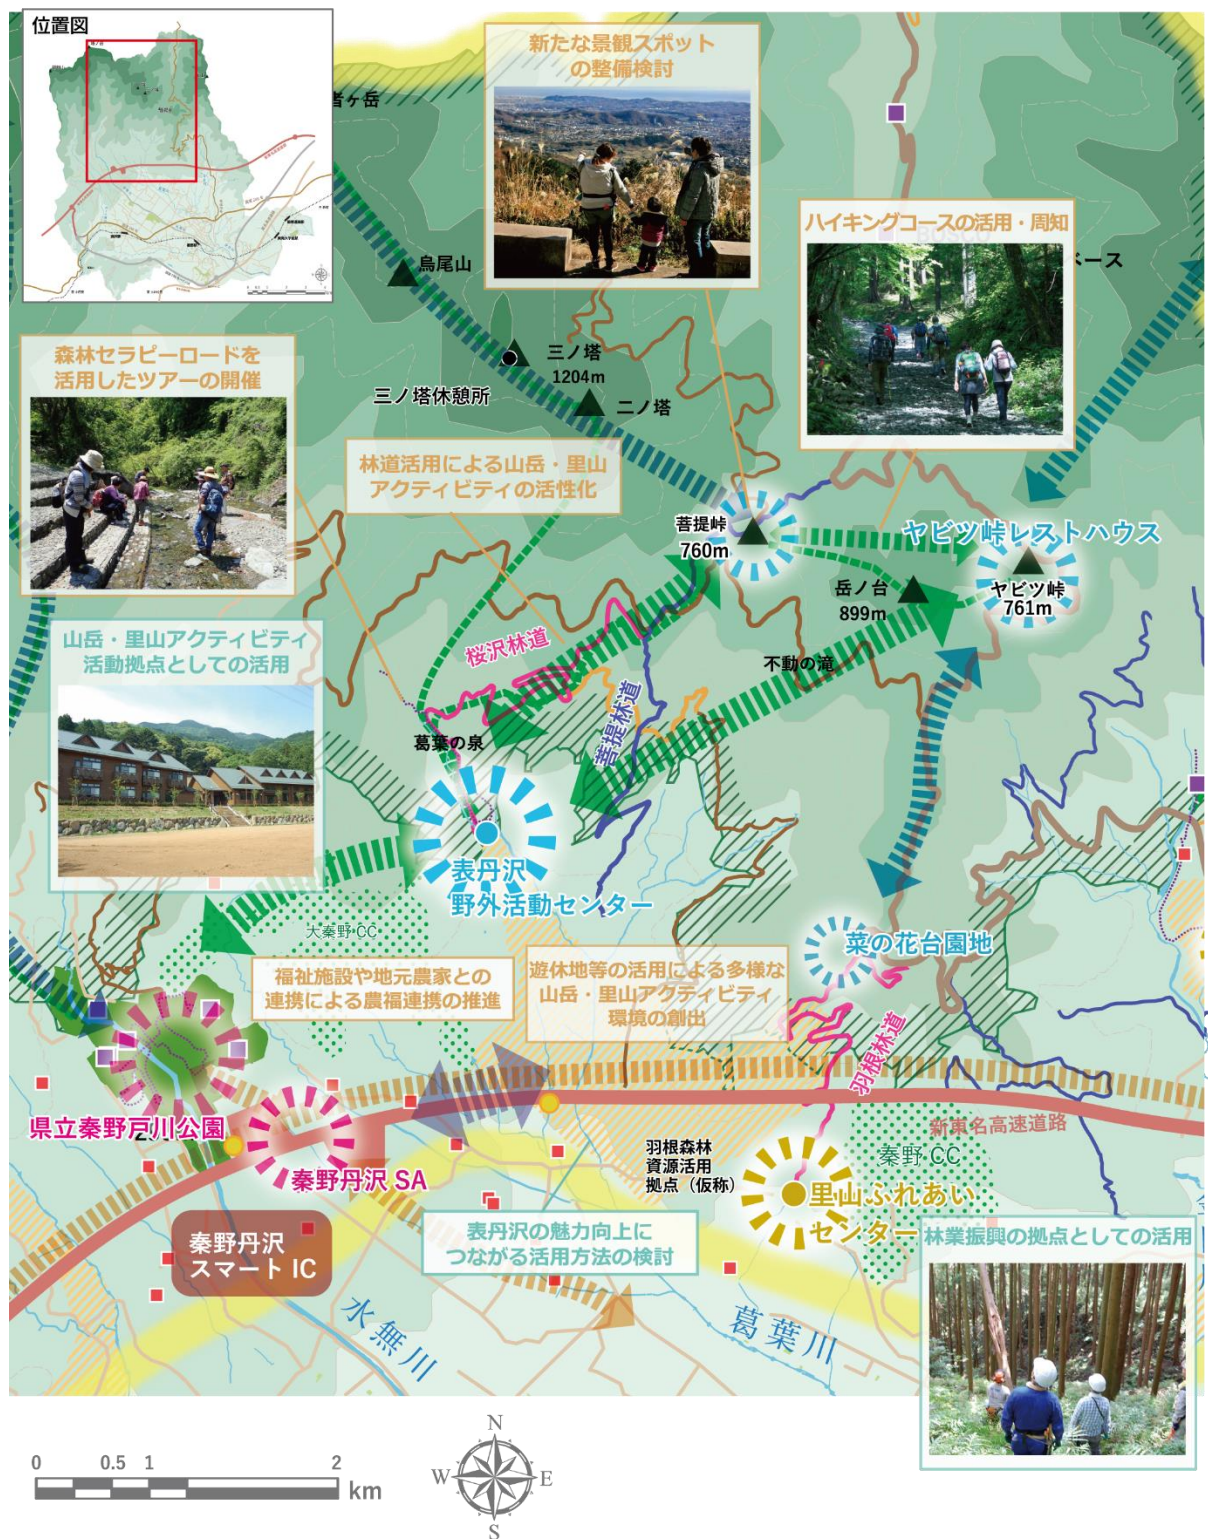 位置図
新たな景観スポット
の整備検討
者ヶ岳
ハイキングコースの活用・周知
BOSCO
ベース
烏尾山
三ノ塔
1204m
三ノ塔休憩所
二ノ塔
森林セラピーロードを
活用したツアーの開催
林道活用による山岳・里山
アクティビティの活性化
菩提峠
760m
ヤビツ峠レストハウス
ヤビツ峠
761m
岳ノ台
899m
山岳・里山アクティビティ
活動拠点としての活用
桜沢林道
不動の滝
菩提林道
葛葉の泉
表丹沢
野外活動センター
大秦野 CC
菜の花台園地
福祉施設や地元農家との
連携による農福連携の推進
遊休地等の活用による多様な
山岳・里山アクティビティ
環境の創出
羽根林道
県立秦野戸川公園
新東名高速道路
秦野丹沢 SA
羽根森林
資源活用
拠点（仮称）
秦野 CC
里山ふれあい
センター
秦野丹沢
スマート IC
表丹沢の魅力向上に
つながる活用方法の検討
林業振興の拠点としての活用
水無川
葛葉川
0 0.5 1 2
km
N
W E
S